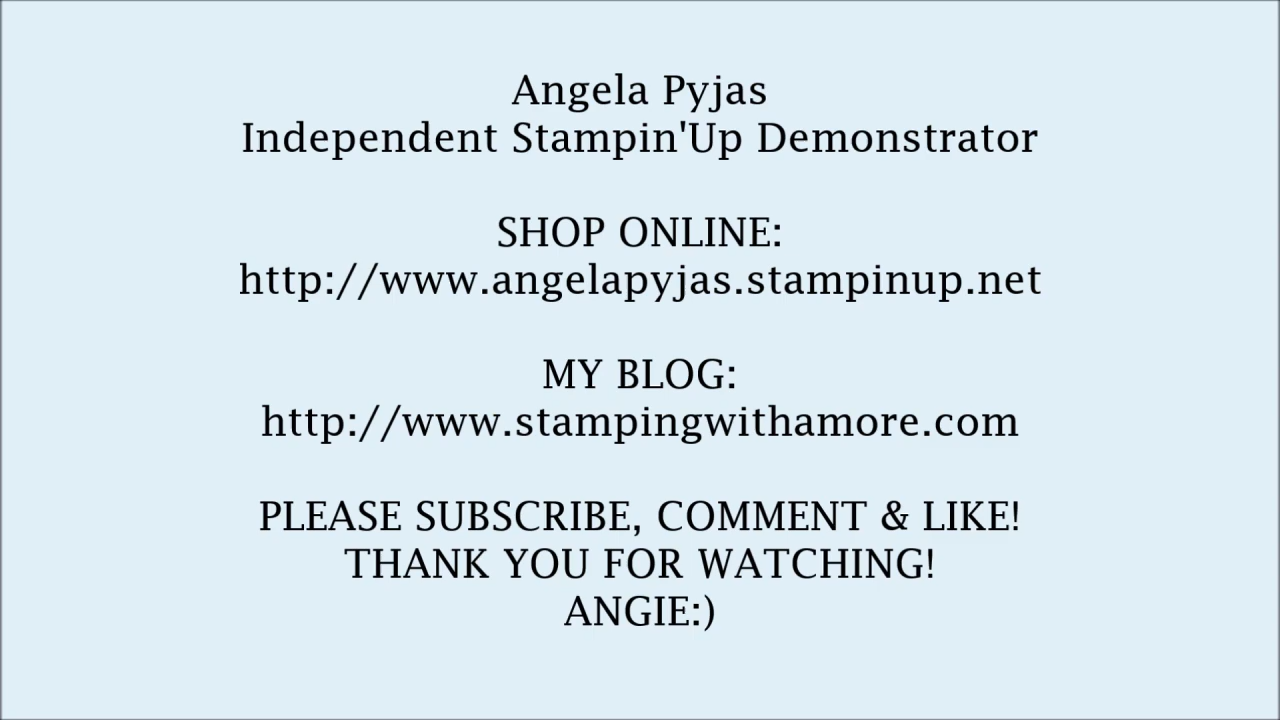 Angela Pyjas
Independent Stampin'Up Demonstrator
SHOP ONLINE:
http://www.angelapyjas.stampinup.net
MY BLOG:
http://www.stampingwithamore.com
PLEASE SUBSCRIBE, COMMENT & LIKE!
THANK YOU FOR WATCHING!
ANGIE:)